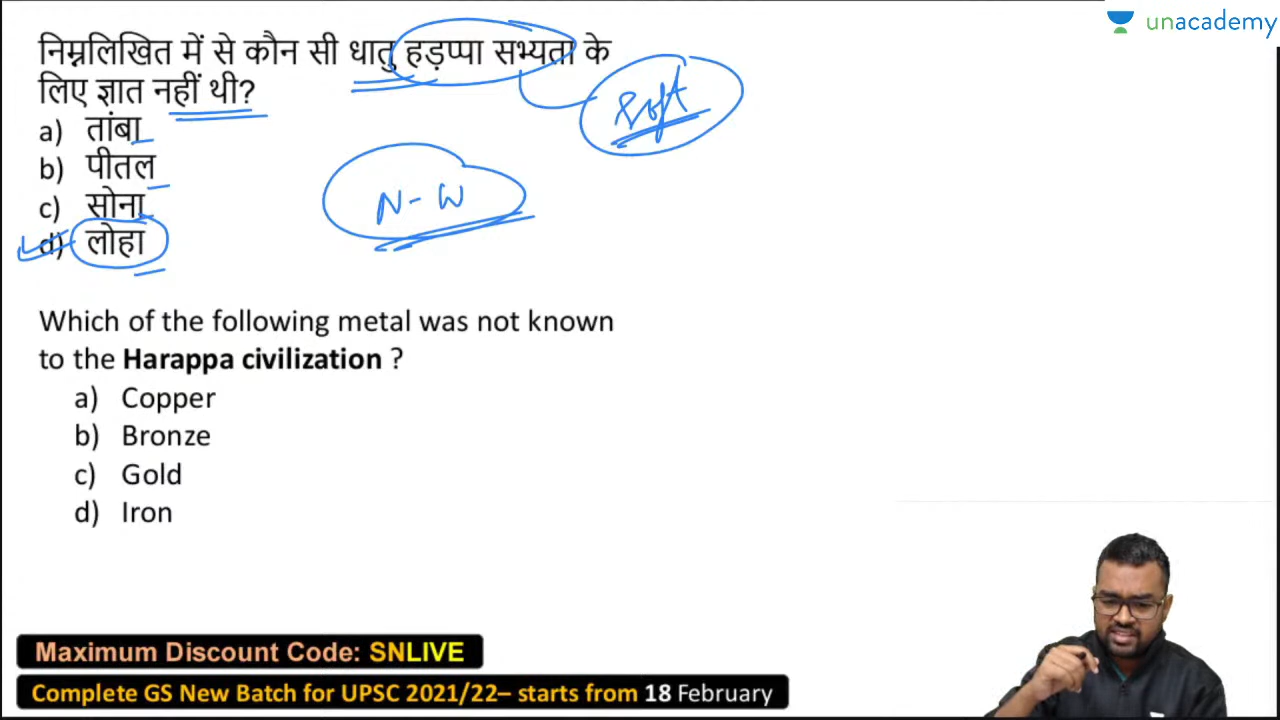 unacademy
निम्नलिखित में से कौन सी धातु हड़प्पा सभ्यता के
लिए ज्ञात नहीं थी?
Soft
a) तांबा
b) पीतल
c) सोना
N-W
d) लोहा
Which of the following metal was not known
to the Harappa civilization ?
a) Copper
b) Bronze
c) Gold
d) Iron
Maximum Discount Code: SNLIVE
Complete GS New Batch for UPSC 2021/22– starts from 18 February